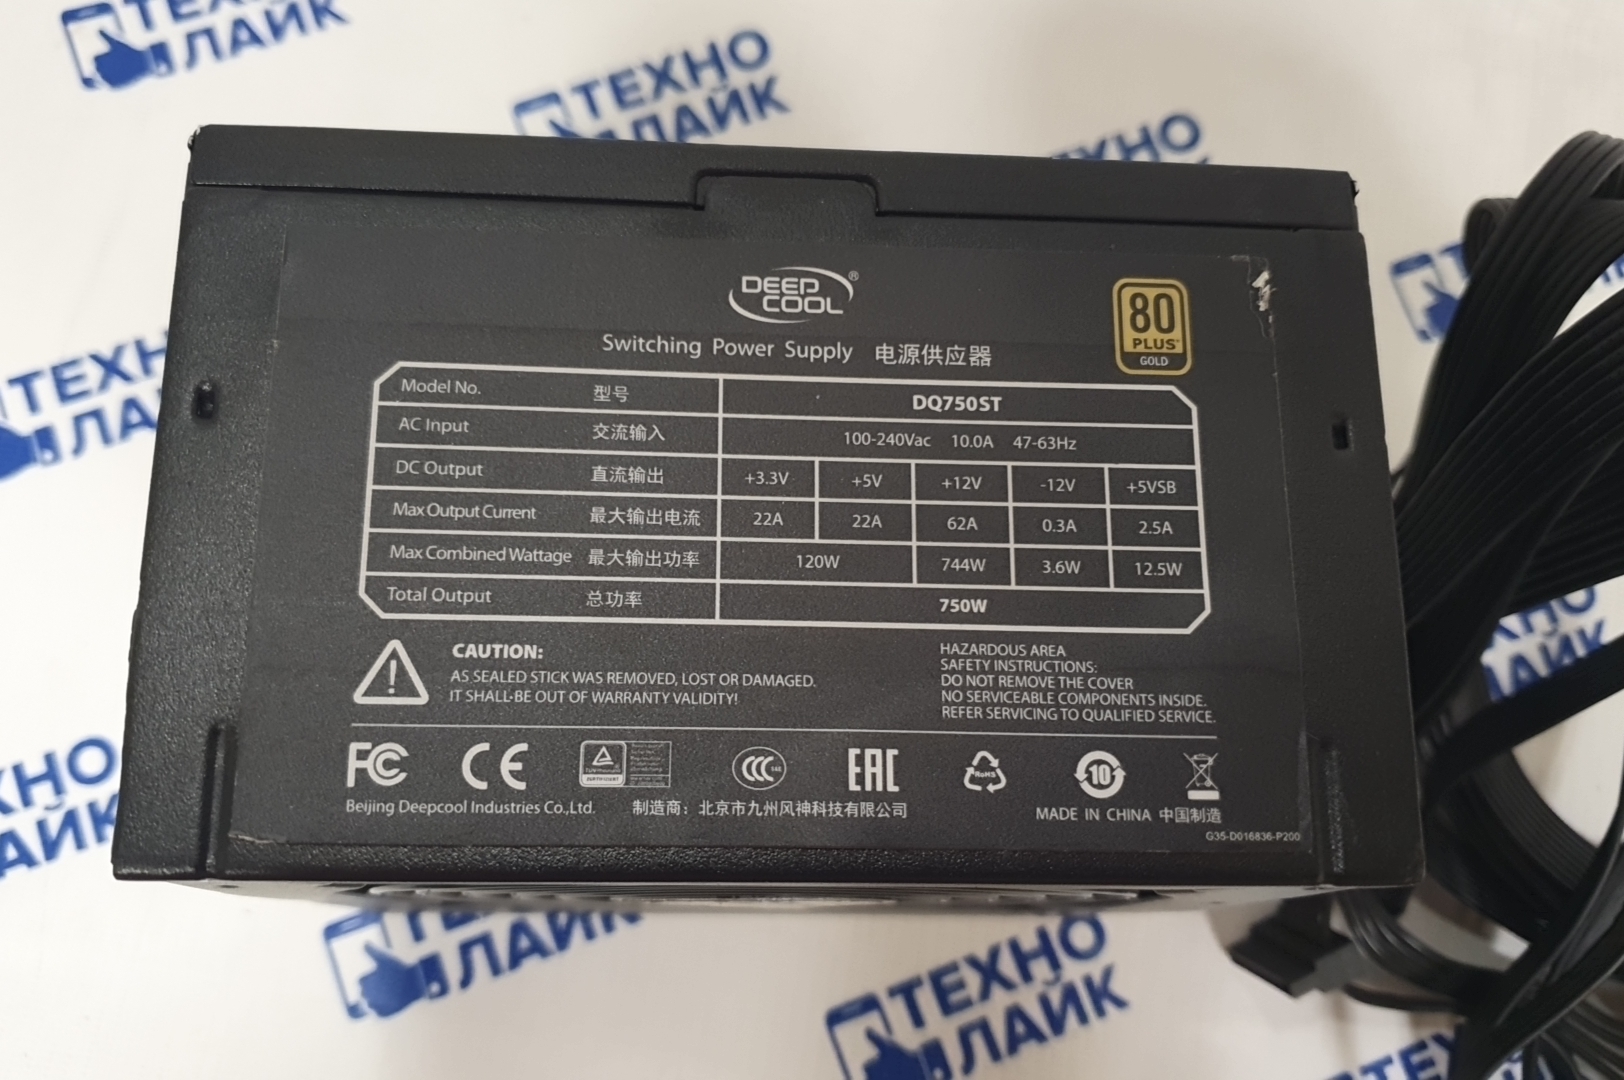 ТЕХНО
ЛАЙК
ТЕХНО
ЛАЙК
ТЕХНО
ЛАЙК
DEEP
COOL®
80
PLUS
GOLD
Switching Power Supply 电源供应器
Model No. 型号 DQ750ST
AC Input 交流输入 100-240Vac 10.0A 47-63Hz
DC Output 直流输出 +3.3V +5V +12V -12V +5VSB
Max Output Current 最大输出电流 22A 22A 62A 0.3A 2.5A
Max Combined Wattage 最大输出功率 120W 744W 3.6W 12.5W
Total Output 总功率 750W
CAUTION:
AS SEALED STICK WAS REMOVED, LOST OR DAMAGED.
IT SHALL-BE OUT OF WARRANTY VALIDITY!
HAZARDOUS AREA
SAFETY INSTRUCTIONS:
DO NOT REMOVE THE COVER
NO SERVICEABLE COMPONENTS INSIDE.
REFER SERVICING TO QUALIFIED SERVICE.
FC CE CCC EAC RoHS 10
Beijing Deepcool Industries Co.,Ltd. 制造商：北京市九州风神科技有限公司 MADE IN CHINA 中国制造
G35-D016836-P200
ТЕХНО
ЛАЙК
ТЕХНО
ЛАЙК